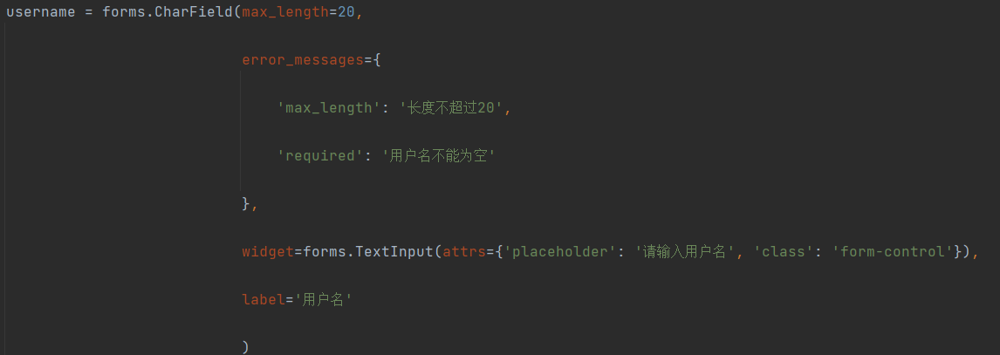 username = forms.CharField(max_length=20,
error_messages={
'max_length': '长度不超过20',
'required': '用户名不能为空'
},
widget=forms.TextInput(attrs={'placeholder': '请输入用户名', 'class': 'form-control'}),
label='用户名'
)